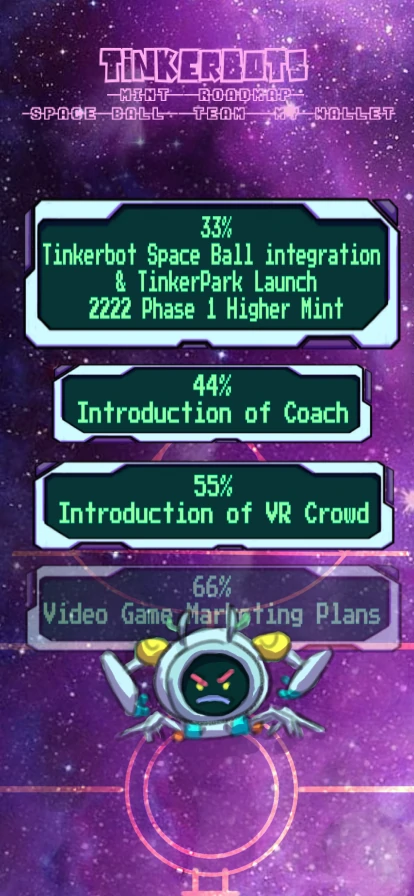 TINKERBOTS
MINT ROADMAP
SPACE BALL TEAM MY WALLET
33%
Tinkerbot Space Ball integration
& TinkerPark Launch
2222 Phase 1 Higher Mint
44%
Introduction of Coach
55%
Introduction of VR Crowd
66%
Video Game Marketing Plans